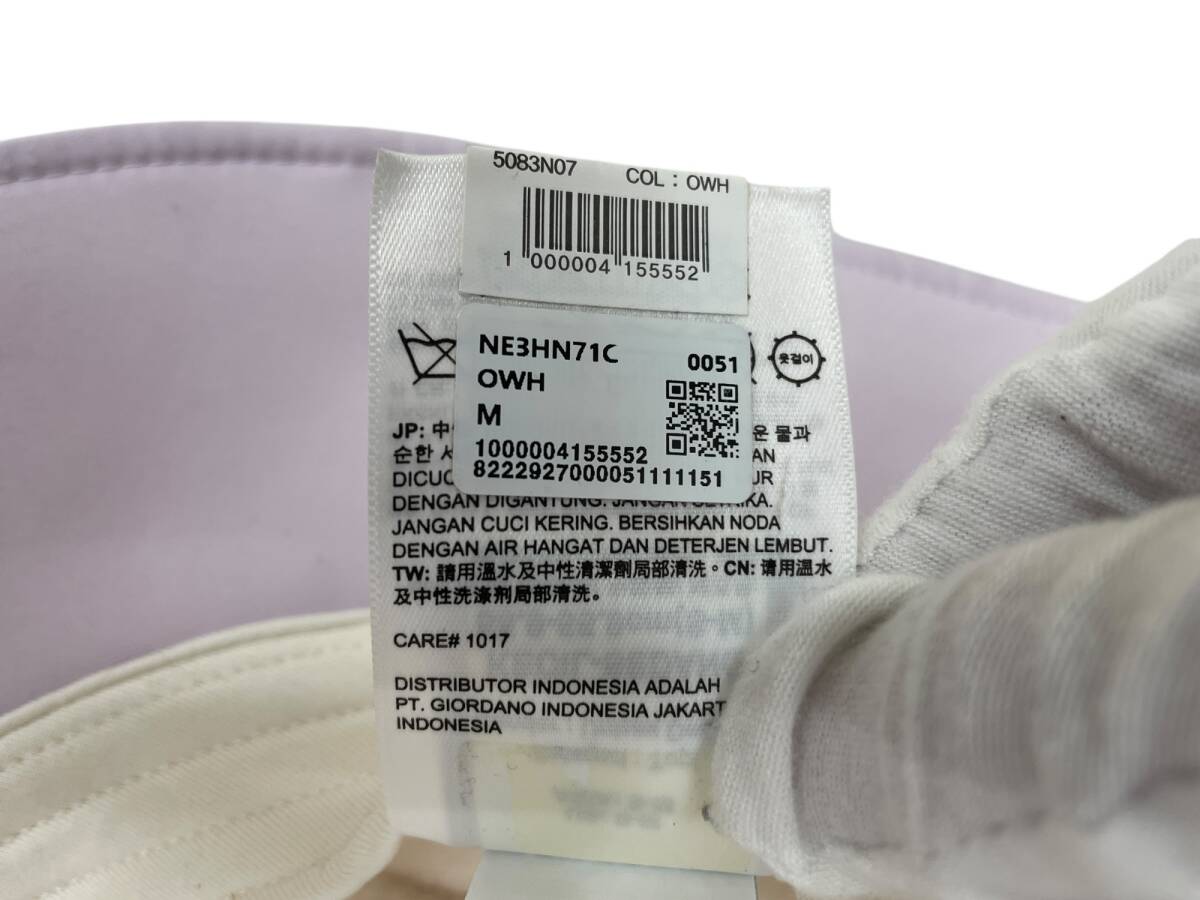 5083N07 COL : OWH
1 000004 155552
NE3HN71C 0051
OWH
M
1000004155552
8222927000051111151
옷걸이
JP: 中 운 물과
순한
DICUC
DENGAN DIGANTUNG. JANGAN SETRIKA.
JANGAN CUCI KERING. BERSIHKAN NODA
DENGAN AIR HANGAT DAN DETERJEN LEMBUT.
TW: 請用溫水及中性清潔劑局部清洗。CN: 请用温水
及中性洗涤剂局部清洗。
CARE# 1017
DISTRIBUTOR INDONESIA ADALAH
PT. GIORDANO INDONESIA JAKART
INDONESIA